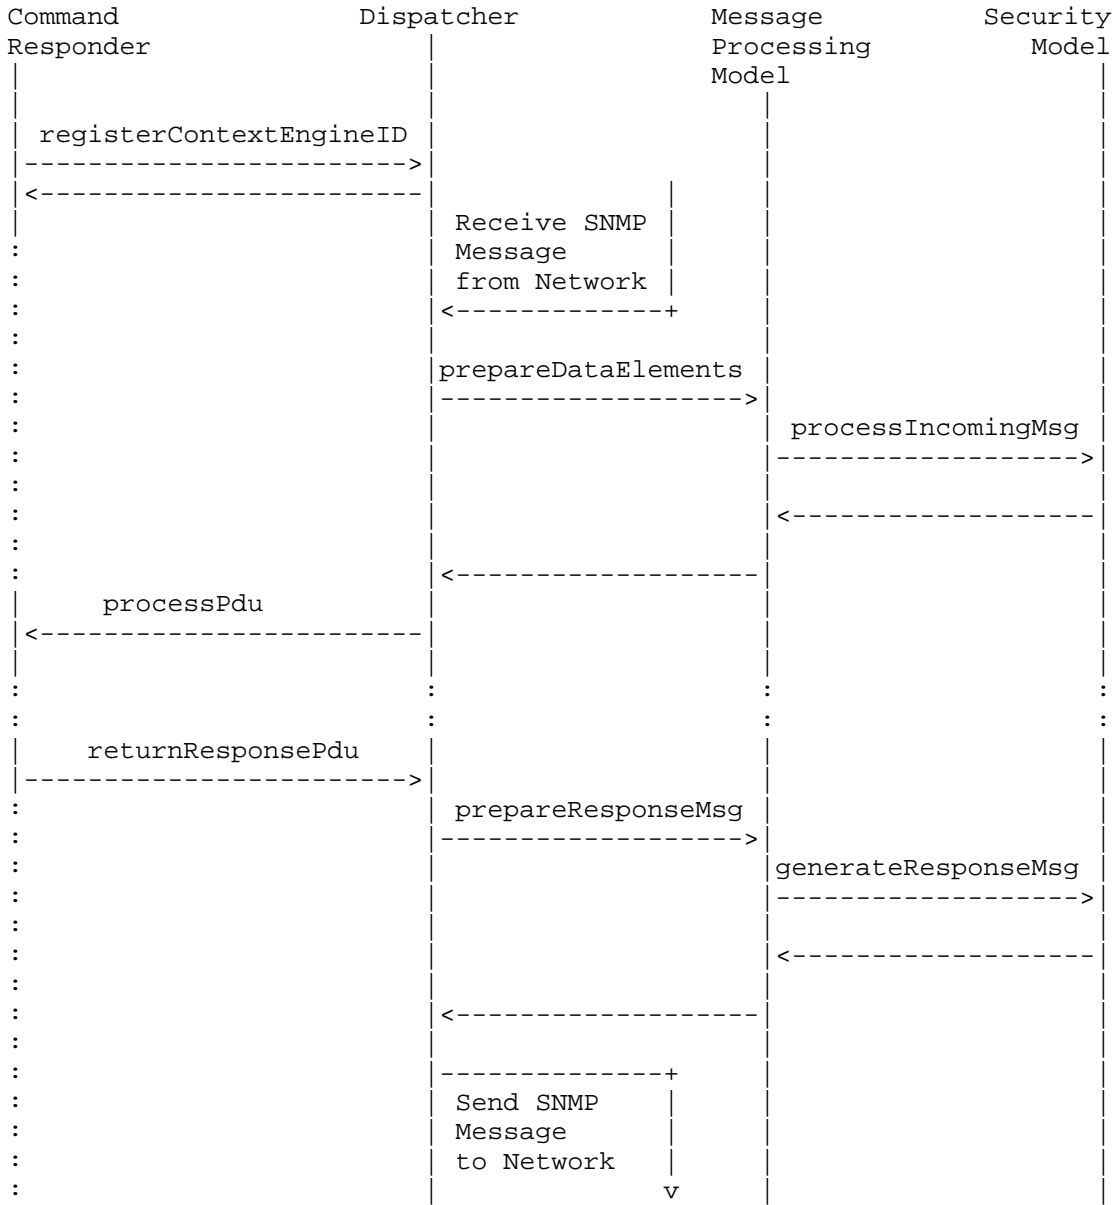 Command Dispatcher Message Security
Responder Processing Model
Model
registerContextEngineID
Receive SNMP
Message
from Network
prepareDataElements
processIncomingMsg
processPdu
returnResponsePdu
prepareResponseMsg
generateResponseMsg
Send SNMP
Message
to Network
v